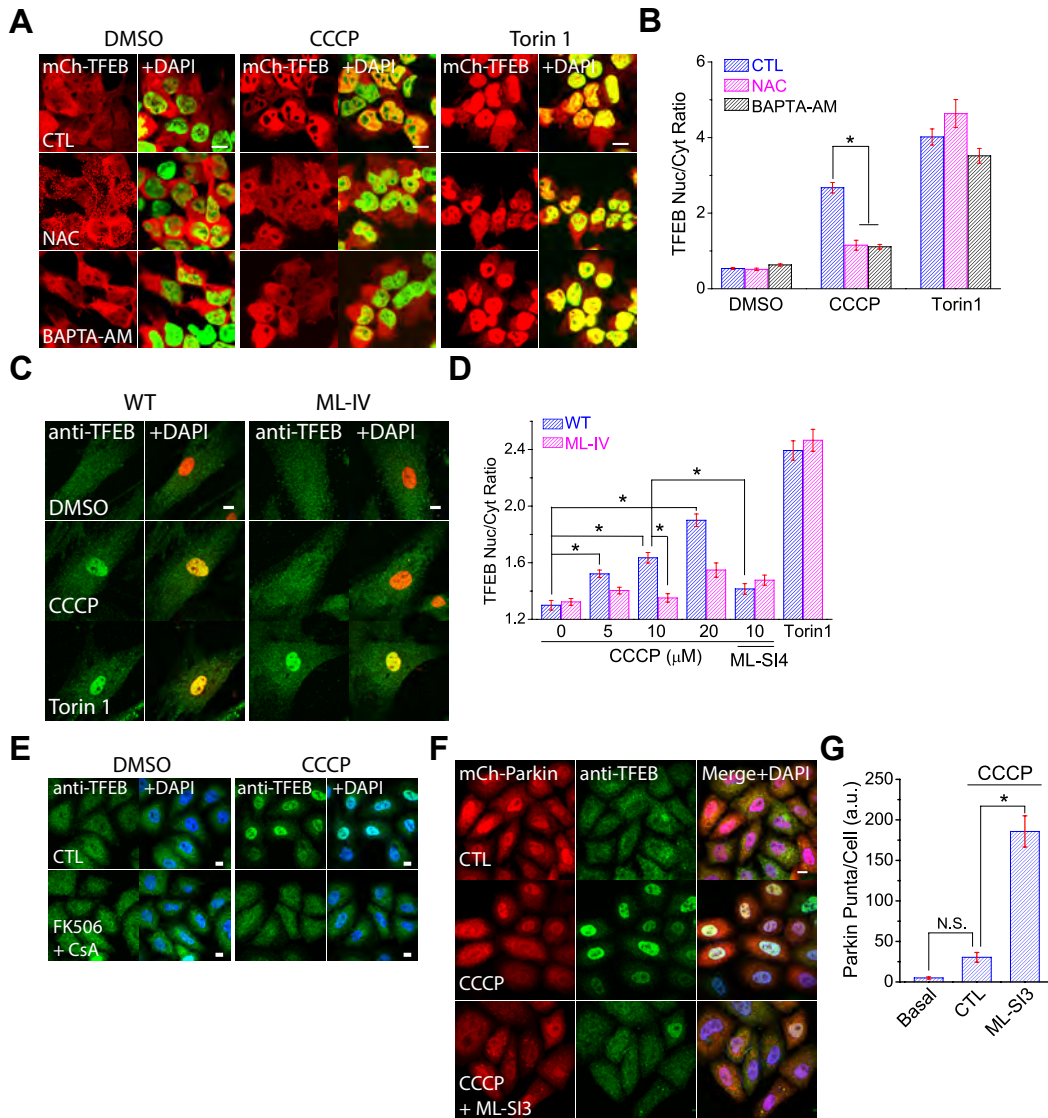 A
DMSO
CCCP
Torin 1
mCh-TFEB
+DAPI
mCh-TFEB
+DAPI
mCh-TFEB
+DAPI
CTL
NAC
BAPTA-AM
B
TFEB Nuc/Cyt Ratio
6
4
2
0
CTL
NAC
BAPTA-AM
*
DMSO
CCCP
Torin1
C
WT
ML-IV
anti-TFEB
+DAPI
anti-TFEB
+DAPI
DMSO
CCCP
Torin 1
D
TFEB Nuc/Cyt Ratio
2.4
2.0
1.6
1.2
WT
ML-IV
*
*
*
*
*
0
5
10
20
10
Torin1
CCCP (μM)
ML-SI4
E
DMSO
CCCP
anti-TFEB
+DAPI
anti-TFEB
+DAPI
CTL
FK506
+ CsA
F
mCh-Parkin
anti-TFEB
Merge+DAPI
CTL
CCCP
CCCP
+ ML-SI3
G
Parkin Punta/Cell (a.u.)
250
200
150
100
50
0
CCCP
*
N.S.
Basal
CTL
ML-SI3